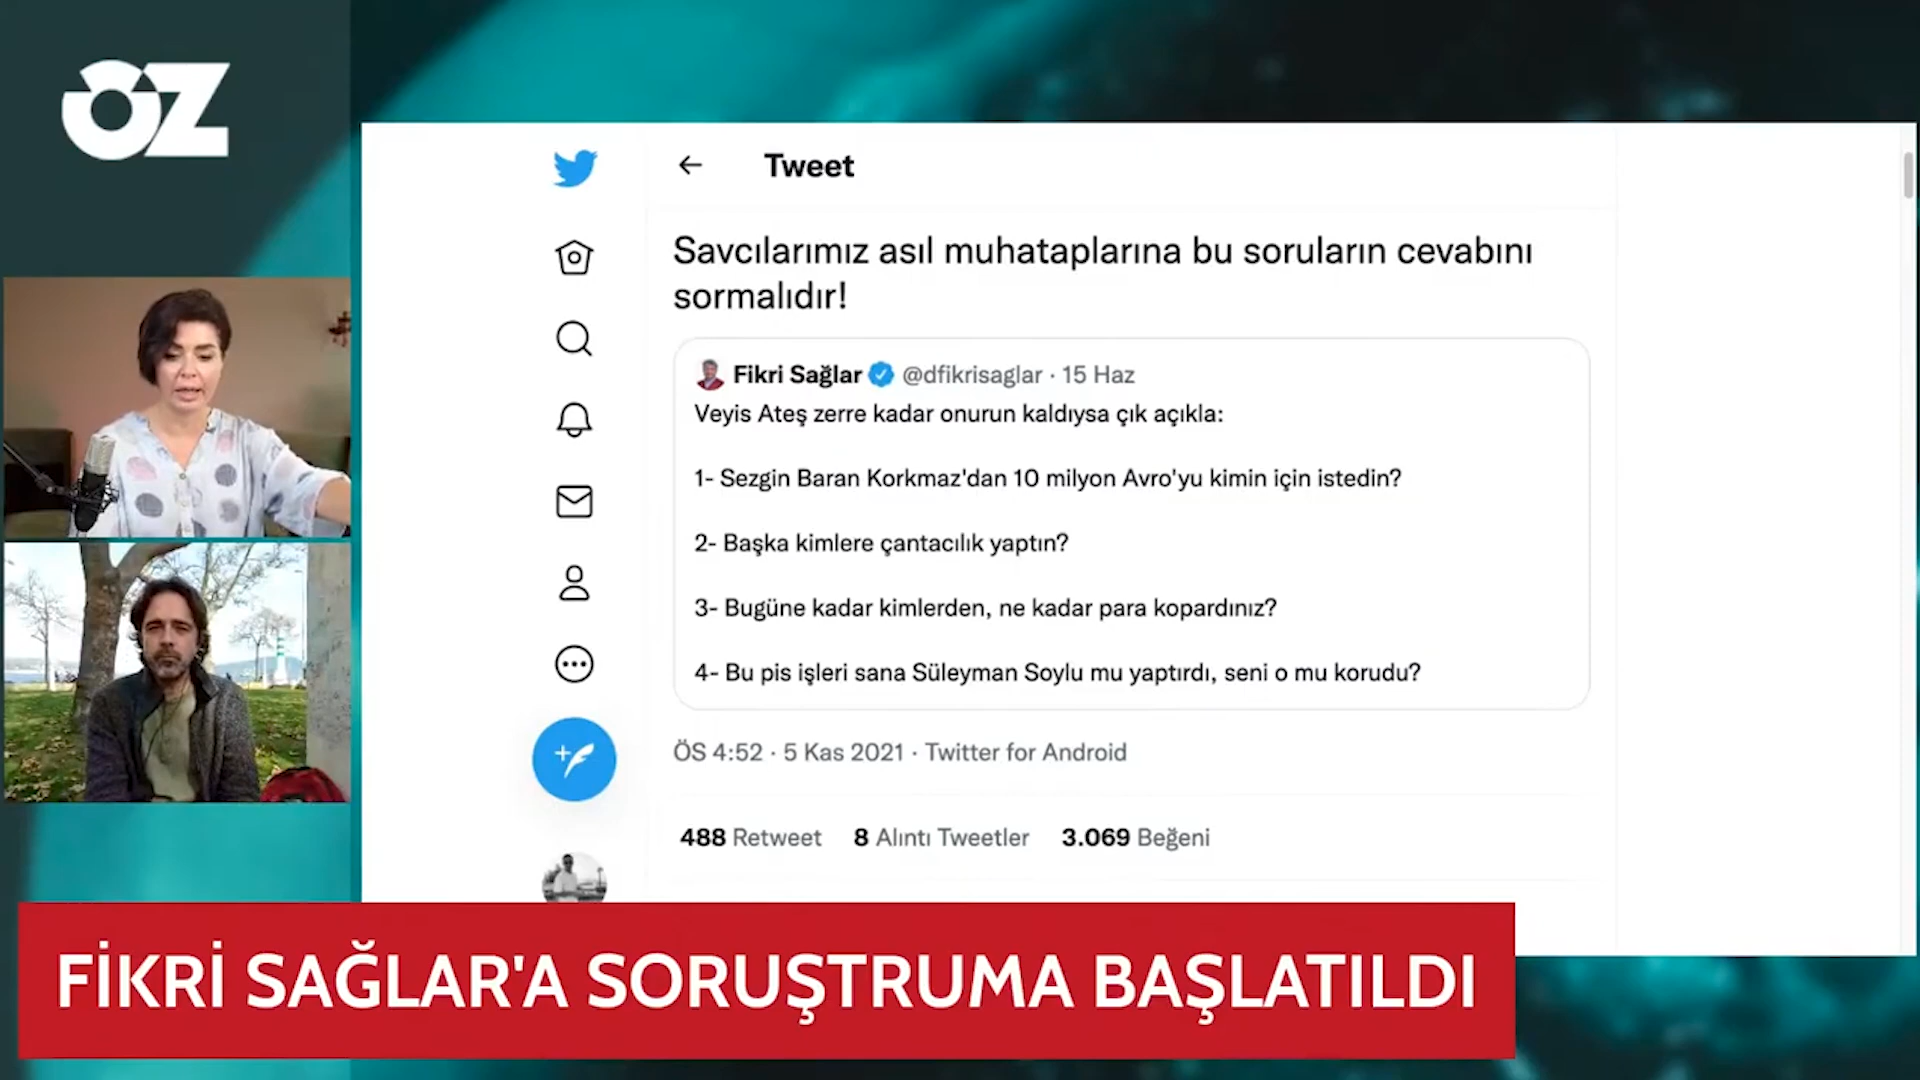 ÖZ
Tweet
Savcılarımız asıl muhataplarına bu soruların cevabını
sormalıdır!
Fikri Sağlar @dfikrisaglar · 15 Haz
Veyis Ateş zerre kadar onurun kaldıysa çık açıkla:
1- Sezgin Baran Korkmaz'dan 10 milyon Avro'yu kimin için istedin?
2- Başka kimlere çantacılık yaptın?
3- Bugüne kadar kimlerden, ne kadar para kopardınız?
4- Bu pis işleri sana Süleyman Soylu mu yaptırdı, seni o mu korudu?
ÖS 4:52 · 5 Kas 2021 · Twitter for Android
488 Retweet 8 Alıntı Tweetler 3.069 Beğeni
FİKRİ SAĞLAR'A SORUŞTRUMA BAŞLATILDI